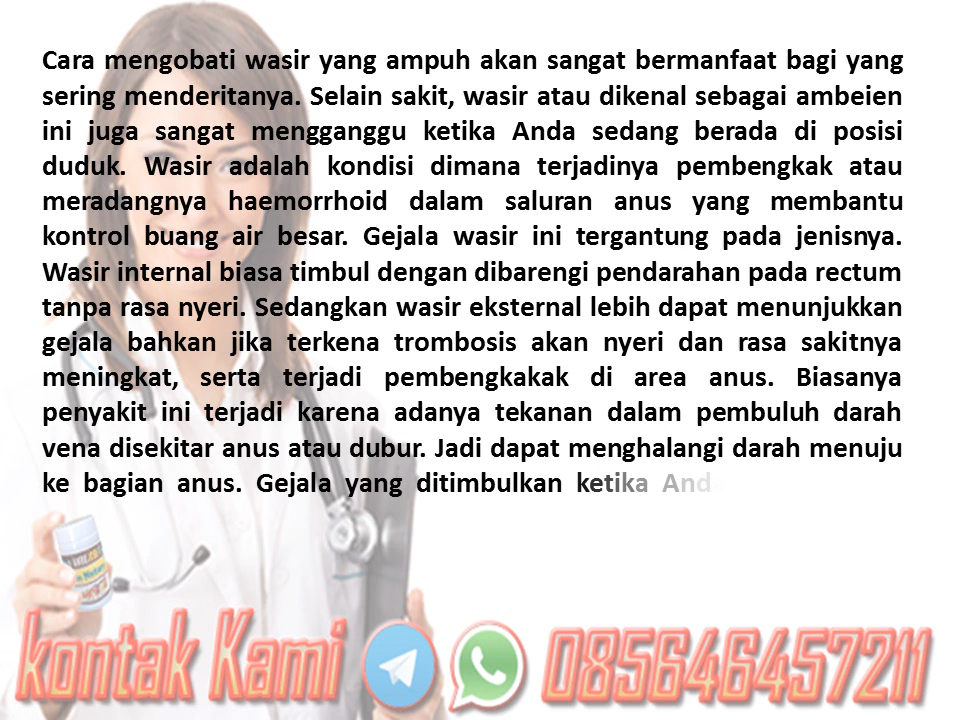 Cara mengobati wasir yang ampuh akan sangat bermanfaat bagi yang
sering menderitanya. Selain sakit, wasir atau dikenal sebagai ambeien
ini juga sangat mengganggu ketika Anda sedang berada di posisi
duduk. Wasir adalah kondisi dimana terjadinya pembengkak atau
meradangnya haemorrhoid dalam saluran anus yang membantu
kontrol buang air besar. Gejala wasir ini tergantung pada jenisnya.
Wasir internal biasa timbul dengan dibarengi pendarahan pada rectum
tanpa rasa nyeri. Sedangkan wasir eksternal lebih dapat menunjukkan
gejala bahkan jika terkena trombosis akan nyeri dan rasa sakitnya
meningkat, serta terjadi pembengkakak di area anus. Biasanya
penyakit ini terjadi karena adanya tekanan dalam pembuluh darah
vena disekitar anus atau dubur. Jadi dapat menghalangi darah menuju
ke bagian anus. Gejala yang ditimbulkan ketika And
kontak Kami 085646457211